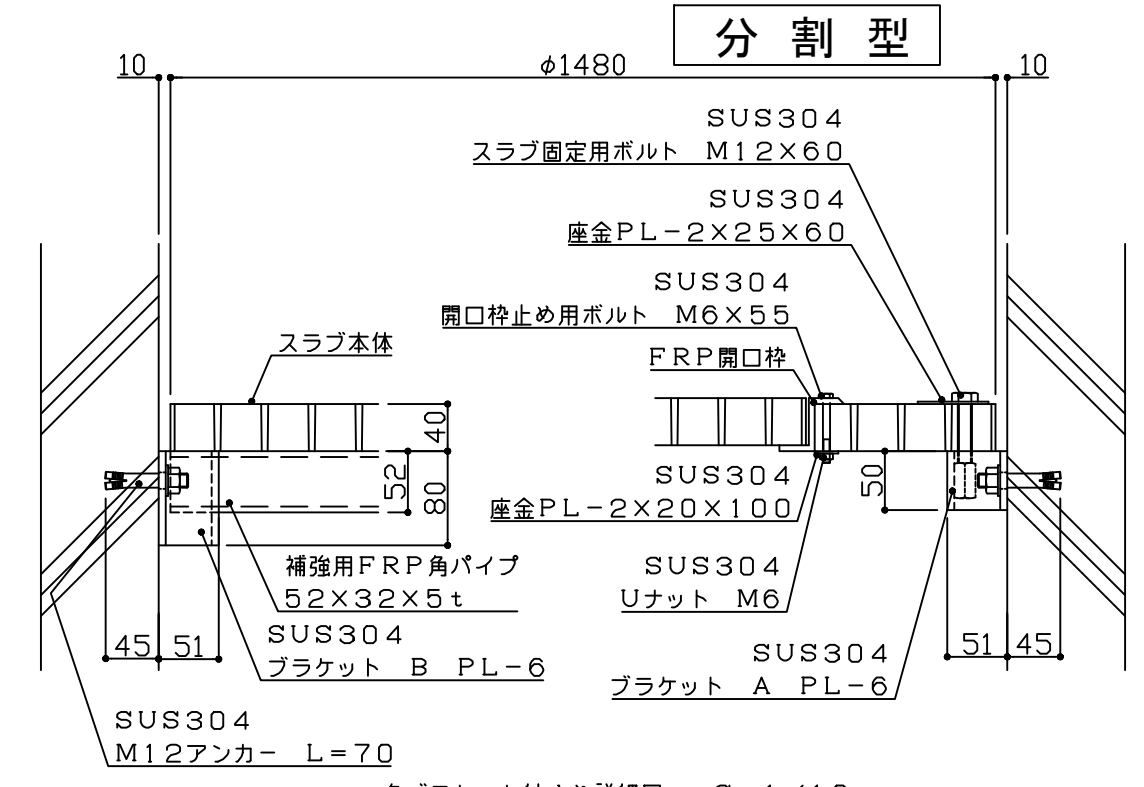 分 割 型
10
φ1480
10
SUS304
スラブ固定用ボルト M12×60
SUS304
座金PL-2×25×60
SUS304
開口枠止め用ボルト M6×55
スラブ本体
FRP開口枠
40
52
80
50
SUS304
座金PL-2×20×100
補強用FRP角パイプ
52×32×5t
SUS304
Uナット M6
45
51
SUS304
ブラケット B PL-6
51
45
SUS304
ブラケット A PL-6
SUS304
M12アンカー L=70